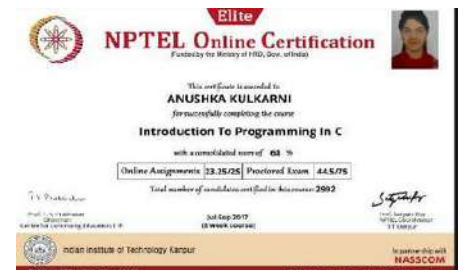 Elite
NPTEL Online Certification
(Funded by the Ministry of HRD, Govt. of India)
This certificate is awarded to
ANUSHKA KULKARNI
for successfully completing the course
Introduction To Programming In C
with a consolidated score of 68 %
Online Assignments 23.25/25 Proctored Exam 44.5/75
Total number of candidates certified in this course: 2992
Jul-Sep 2017
(8 week course)
Indian Institute of Technology Kanpur
In partnership with
NASSCOM